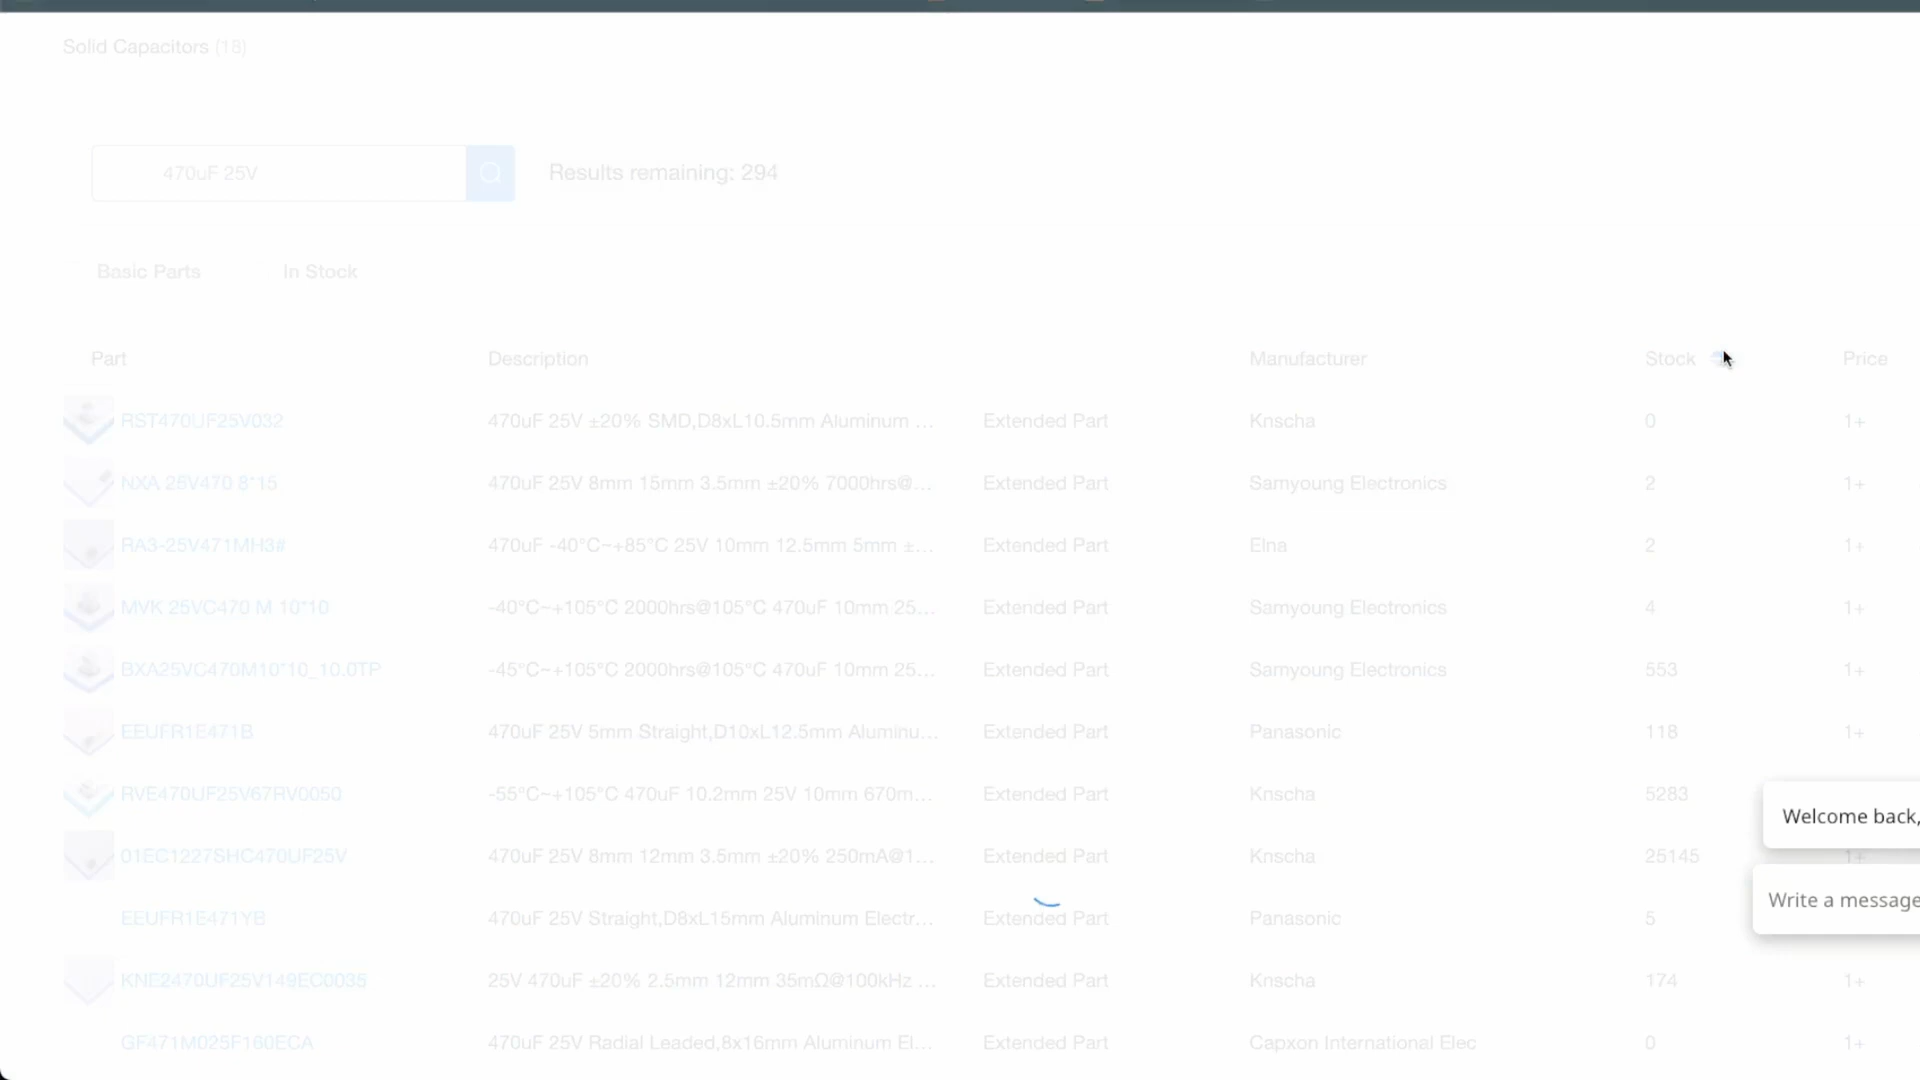 Solid Capacitors (18)
470uF 25V
Results remaining: 294
Basic Parts In Stock
Part Description Manufacturer Stock Price
RST470UF25V032 470uF 25V ±20% SMD,D8xL10.5mm Aluminum ... Extended Part Knscha 0 1+
NXA 25V470 8*15 470uF 25V 8mm 15mm 3.5mm ±20% 7000hrs@... Extended Part Samyoung Electronics 2 1+
RA3-25V471MH3# 470uF -40°C~+85°C 25V 10mm 12.5mm 5mm ±... Extended Part Elna 2 1+
MVK 25VC470 M 10*10 -40°C~+105°C 2000hrs@105°C 470uF 10mm 25... Extended Part Samyoung Electronics 4 1+
BXA25VC470M10*10_10.0TP -45°C~+105°C 2000hrs@105°C 470uF 10mm 25... Extended Part Samyoung Electronics 553 1+
EEUFR1E471B 470uF 25V 5mm Straight,D10xL12.5mm Aluminu... Extended Part Panasonic 118 1+
RVE470UF25V67RV0050 -55°C~+105°C 470uF 10.2mm 25V 10mm 670m... Extended Part Knscha 5283
Welcome back,
01EC1227SHC470UF25V 470uF 25V 8mm 12mm 3.5mm ±20% 250mA@1... Extended Part Knscha 25145 1+
Write a message
EEUFR1E471YB 470uF 25V Straight,D8xL15mm Aluminum Electr... Extended Part Panasonic 5
KNE2470UF25V149EC0035 25V 470uF ±20% 2.5mm 12mm 35mΩ@100kHz ... Extended Part Knscha 174 1+
GF471M025F160ECA 470uF 25V Radial Leaded,8x16mm Aluminum El... Extended Part Capxon International Elec 0 1+